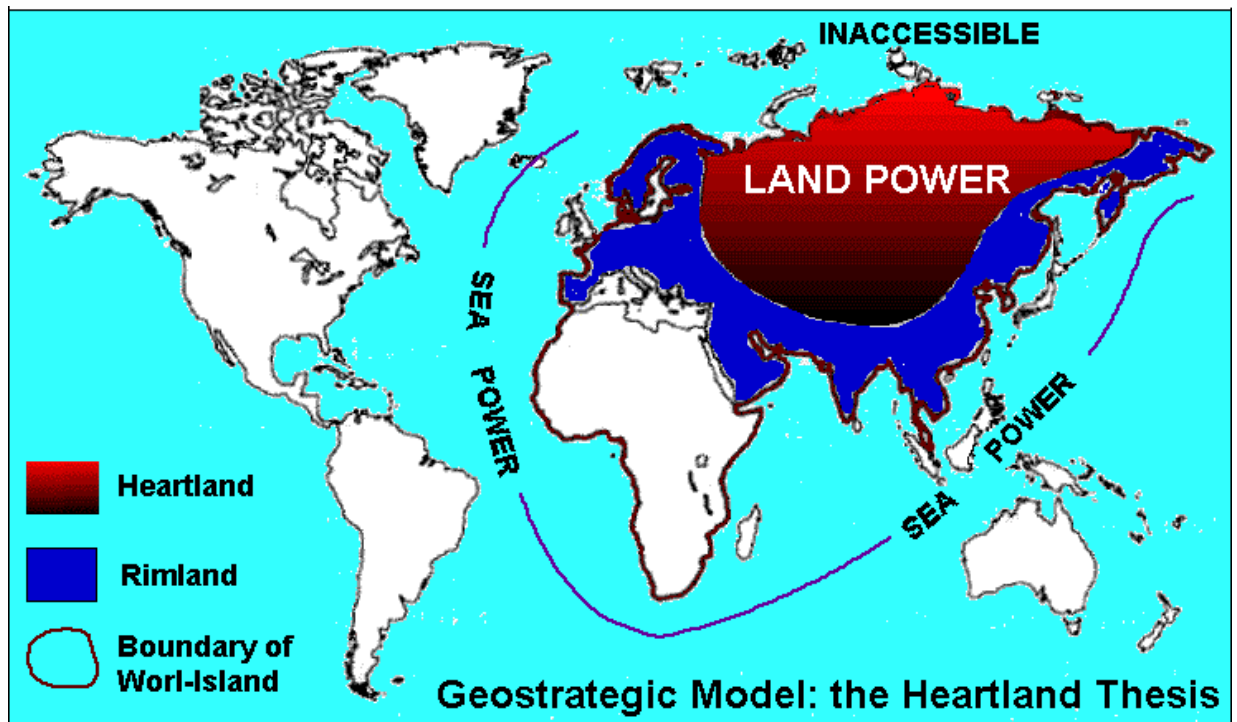 INACCESSIBLE
LAND POWER
SEA POWER
SEA POWER
Heartland
Rimland
Boundary of
Worl-Island
Geostrategic Model: the Heartland Thesis